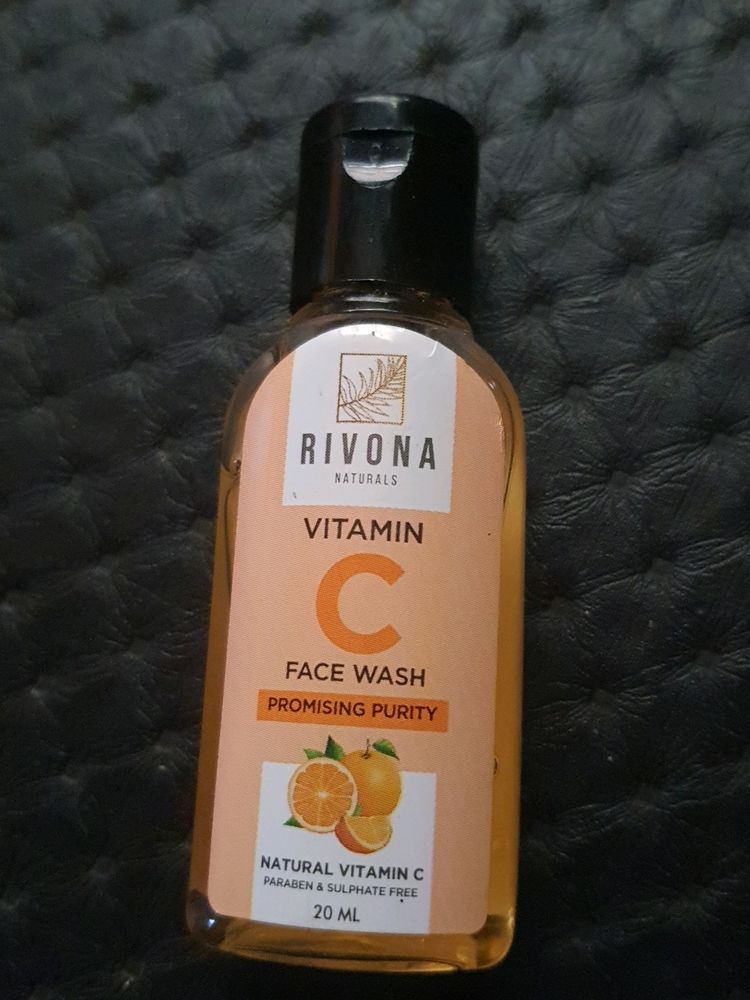 RIVONA
NATURALS
VITAMIN
C
FACE WASH
PROMISING PURITY
NATURAL VITAMIN C
PARABEN & SULPHATE FREE
20 ML